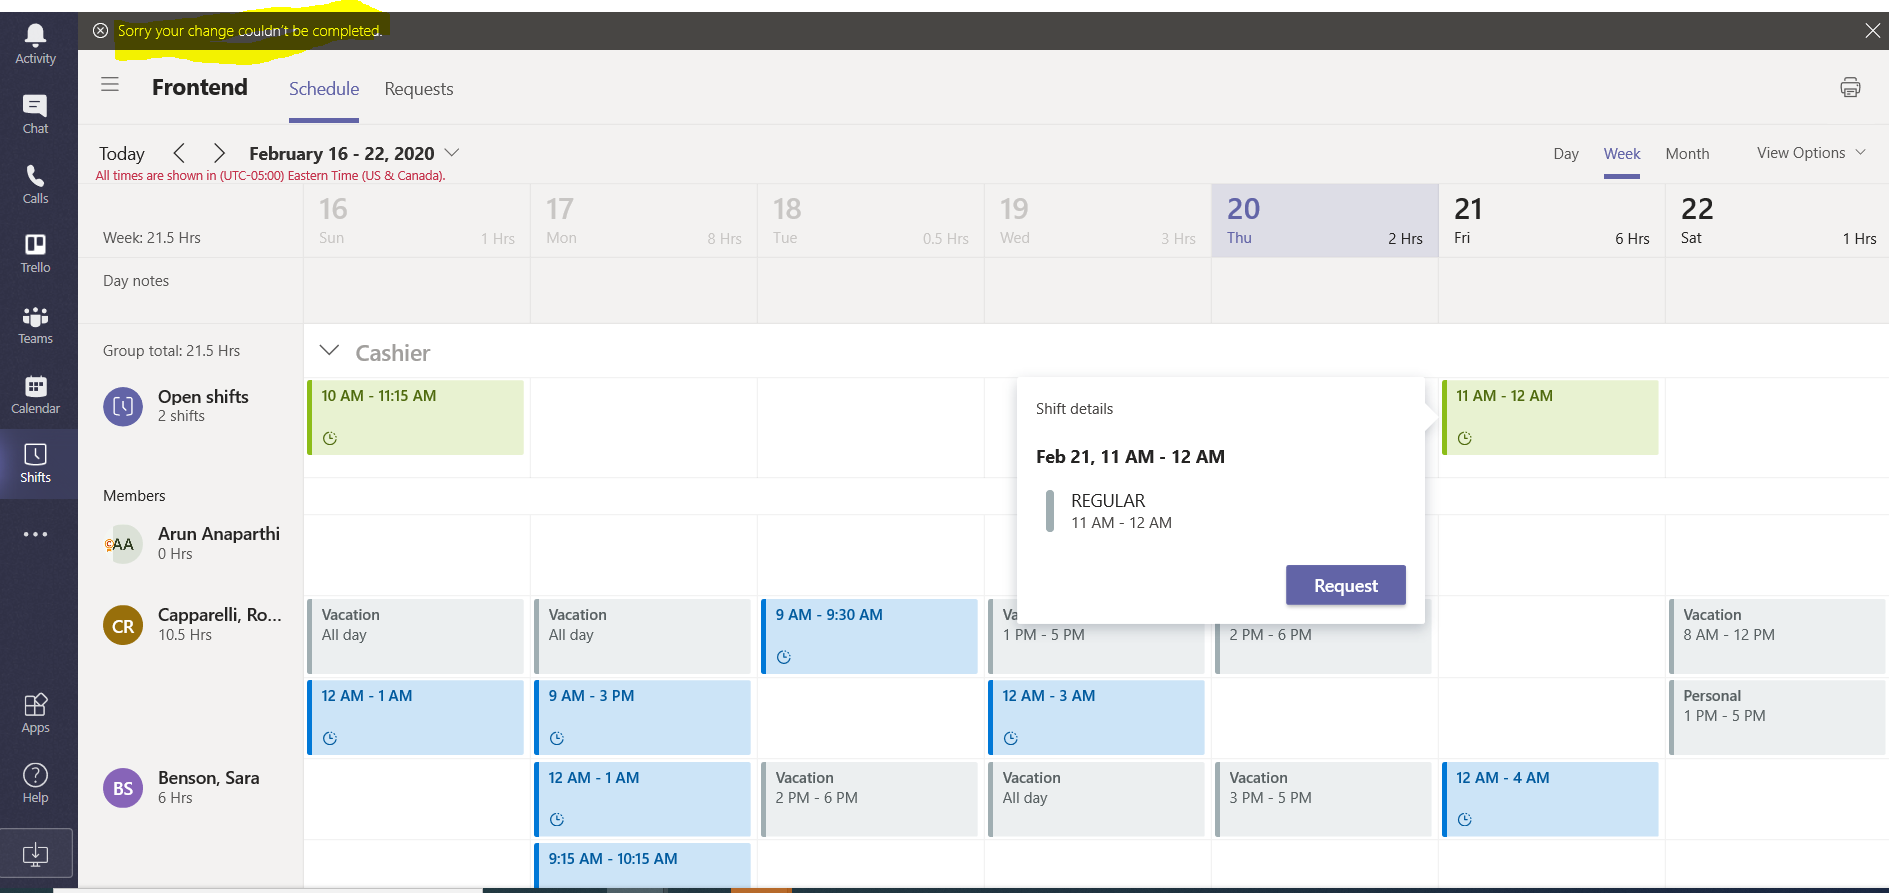 Sorry your change couldn't be completed.
Activity
Chat
Calls
Trello
Teams
Calendar
Shifts
Apps
Help
Frontend
Schedule
Requests
Today
February 16 - 22, 2020
Day
Week
Month
View Options
All times are shown in (UTC-05:00) Eastern Time (US & Canada).
Week: 21.5 Hrs
16
Sun
1 Hrs
17
Mon
8 Hrs
18
Tue
0.5 Hrs
19
Wed
3 Hrs
20
Thu
2 Hrs
21
Fri
6 Hrs
22
Sat
1 Hrs
Day notes
Group total: 21.5 Hrs
Cashier
Open shifts
2 shifts
10 AM - 11:15 AM
11 AM - 12 AM
Shift details
Feb 21, 11 AM - 12 AM
REGULAR
11 AM - 12 AM
Request
Members
AA
Arun Anaparthi
0 Hrs
CR
Capparelli, Ro...
10.5 Hrs
Vacation
All day
Vacation
All day
9 AM - 9:30 AM
Va
1 PM - 5 PM
2 PM - 6 PM
Vacation
8 AM - 12 PM
12 AM - 1 AM
9 AM - 3 PM
12 AM - 3 AM
Personal
1 PM - 5 PM
BS
Benson, Sara
6 Hrs
12 AM - 1 AM
Vacation
2 PM - 6 PM
Vacation
All day
Vacation
3 PM - 5 PM
12 AM - 4 AM
9:15 AM - 10:15 AM